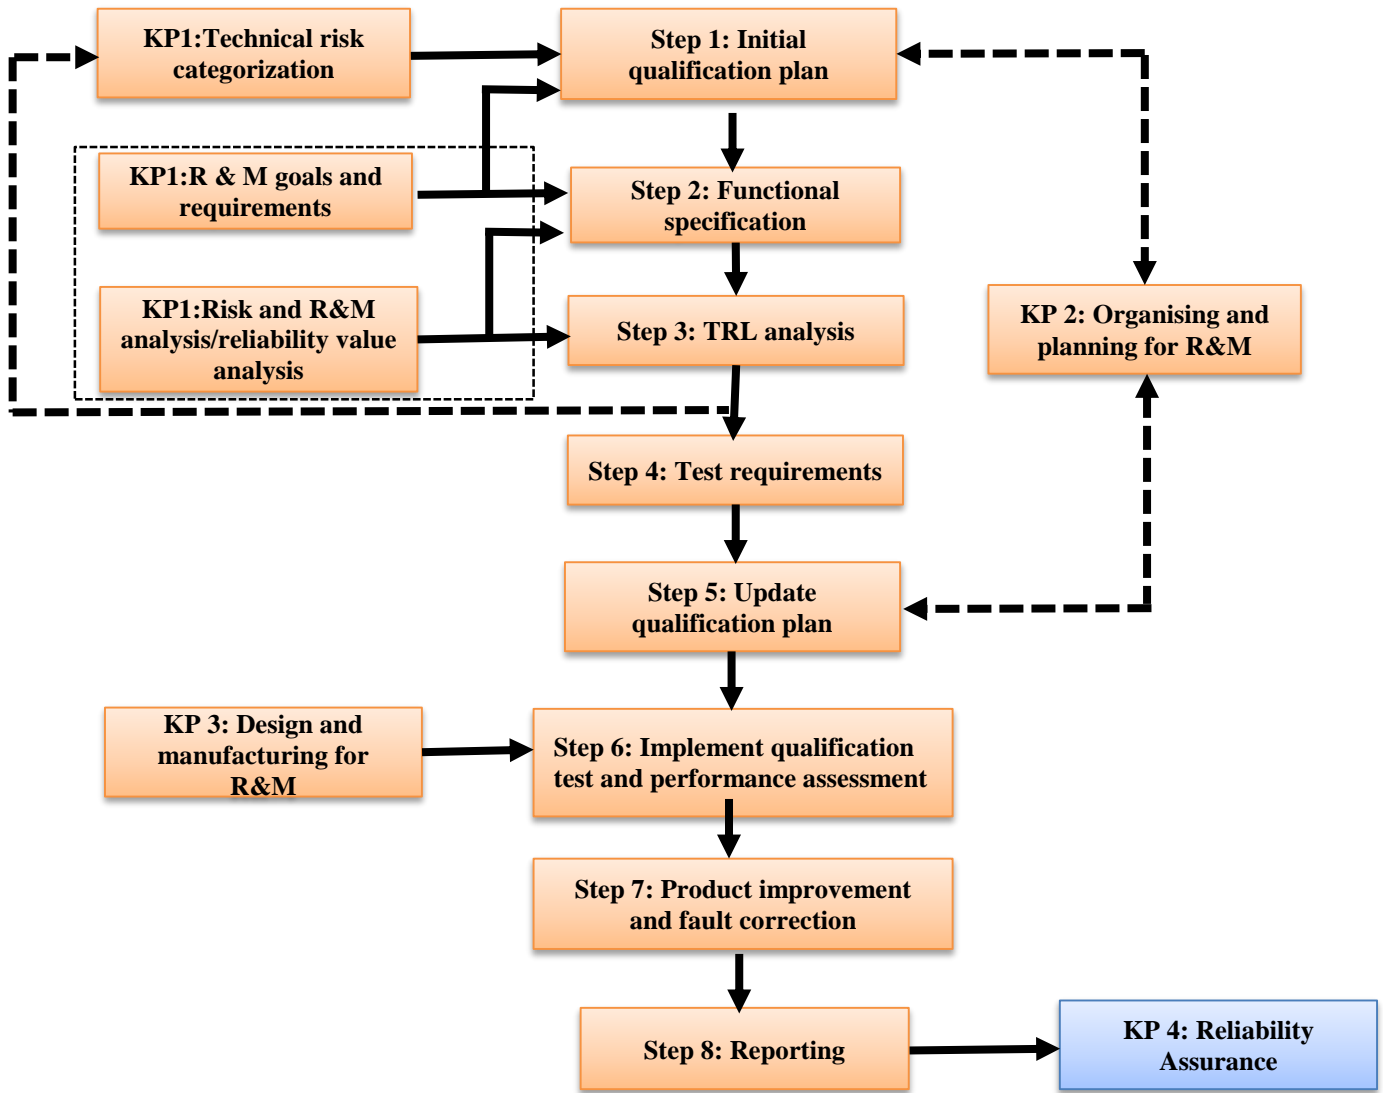 KP1:Technical risk
categorization
Step 1: Initial
qualification plan
KP1:R & M goals and
requirements
Step 2: Functional
specification
KP1:Risk and R&M
analysis/reliability value
analysis
Step 3: TRL analysis
KP 2: Organising and
planning for R&M
Step 4: Test requirements
Step 5: Update
qualification plan
KP 3: Design and
manufacturing for
R&M
Step 6: Implement qualification
test and performance assessment
Step 7: Product improvement
and fault correction
Step 8: Reporting
KP 4: Reliability
Assurance